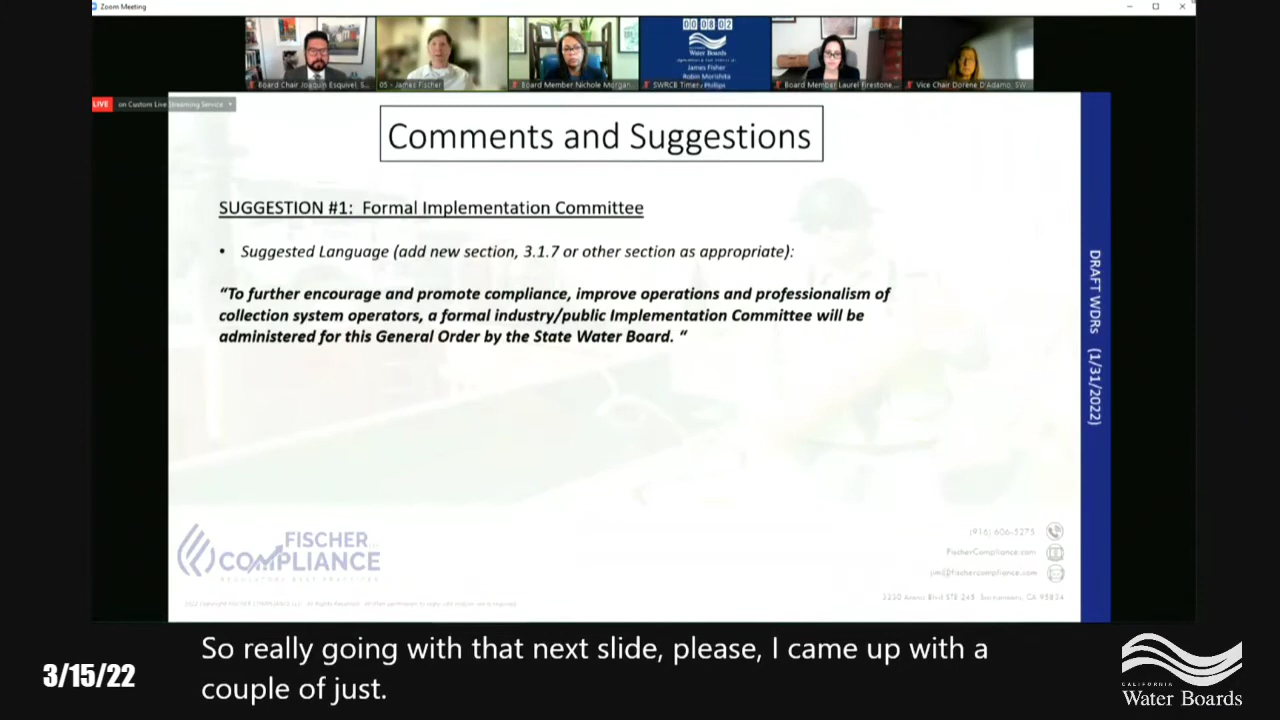 Zoom Meeting
Board Chair Joaquin Esquivel, S...
05 - James Fischer
Board Member Nichole Morgan
00:08:02
Water Boards
James Fisher
Robin Morishita
SWRCB Timer
Phillips
Board Member Laurel Firestone...
Vice Chair Dorene D'Adamo, SW
LIVE on Custom Live Streaming Service
Comments and Suggestions
SUGGESTION #1: Formal Implementation Committee
• Suggested Language (add new section, 3.1.7 or other section as appropriate):
“To further encourage and promote compliance, improve operations and professionalism of
collection system operators, a formal industry/public Implementation Committee will be
administered for this General Order by the State Water Board. “
DRAFT WDRs (1/31/2022)
FISCHER
COMPLIANCE
REGULATORY BEST PRACTICES
(916) 606-5275
FischerCompliance.com
jim@fischercompliance.com
So really going with that next slide, please, I came up with a
couple of just.
3/15/22
CALIFORNIA
Water Boards